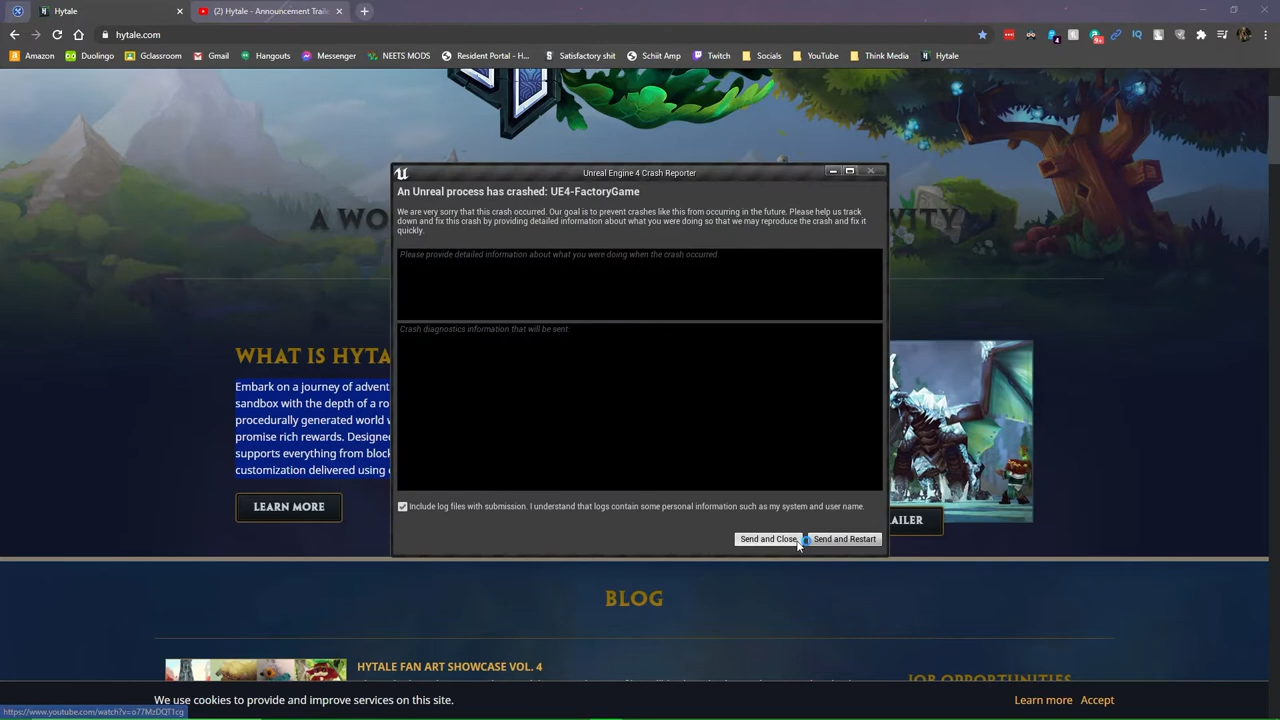 Hytale
(2) Hytale - Announcement Traile
hytale.com
4
9+
IQ
Amazon
Duolingo
Gclassroom
Gmail
Hangouts
Messenger
NEETS MODS
Resident Portal - H...
Satisfactory shit
Schiit Amp
Twitch
Socials
YouTube
Think Media
Hytale
Unreal Engine 4 Crash Reporter
An Unreal process has crashed: UE4-FactoryGame
We are very sorry that this crash occurred. Our goal is to prevent crashes like this from occurring in the future. Please help us track
down and fix this crash by providing detailed information about what you were doing so that we may reproduce the crash and fix it
quickly.
Please provide detailed information about what you were doing when the crash occurred.
Crash diagnostics information that will be sent:
Include log files with submission. I understand that logs contain some personal information such as my system and user name.
Send and Close
Send and Restart
A WO
VITY
WHAT IS HYTA
Embark on a journey of advent
sandbox with the depth of a ro
procedurally generated world w
promise rich rewards. Designed
supports everything from block
customization delivered using e
LEARN MORE
AILER
BLOG
HYTALE FAN ART SHOWCASE VOL. 4
JOB OPPORTUNITIES
We use cookies to provide and improve services on this site.
Learn more
Accept